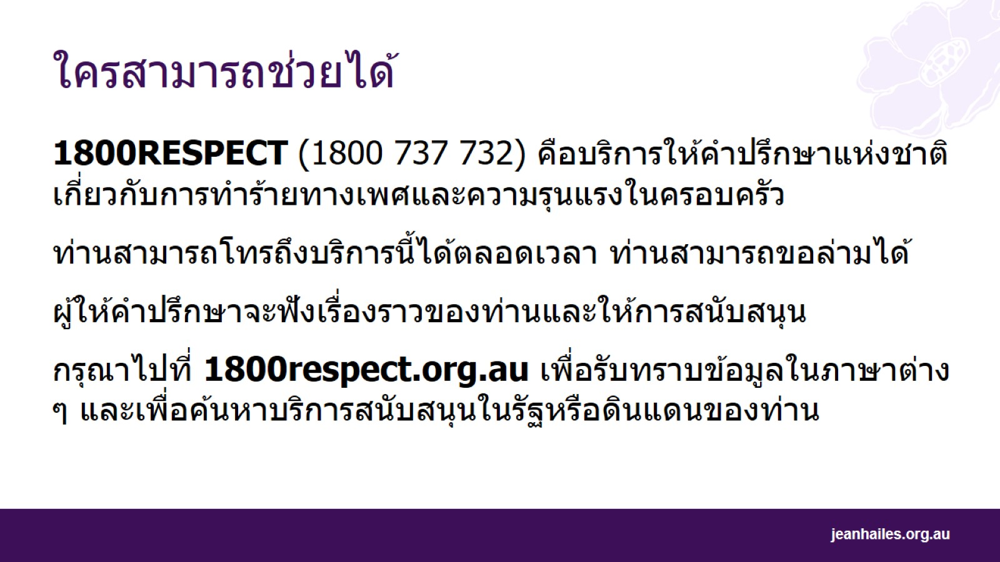 ใครสามารถช่วยได้
1800RESPECT (1800 737 732) คือบริการให้คำปรึกษาแห่งชาติ
เกี่ยวกับการทำร้ายทางเพศและความรุนแรงในครอบครัว
ท่านสามารถโทรถึงบริการนี้ได้ตลอดเวลา ท่านสามารถขอล่ามได้
ผู้ให้คำปรึกษาจะฟังเรื่องราวของท่านและให้การสนับสนุน
กรุณาไปที่ 1800respect.org.au เพื่อรับทราบข้อมูลในภาษาต่าง
ๆ และเพื่อค้นหาบริการสนับสนุนในรัฐหรือดินแดนของท่าน
jeanhailes.org.au